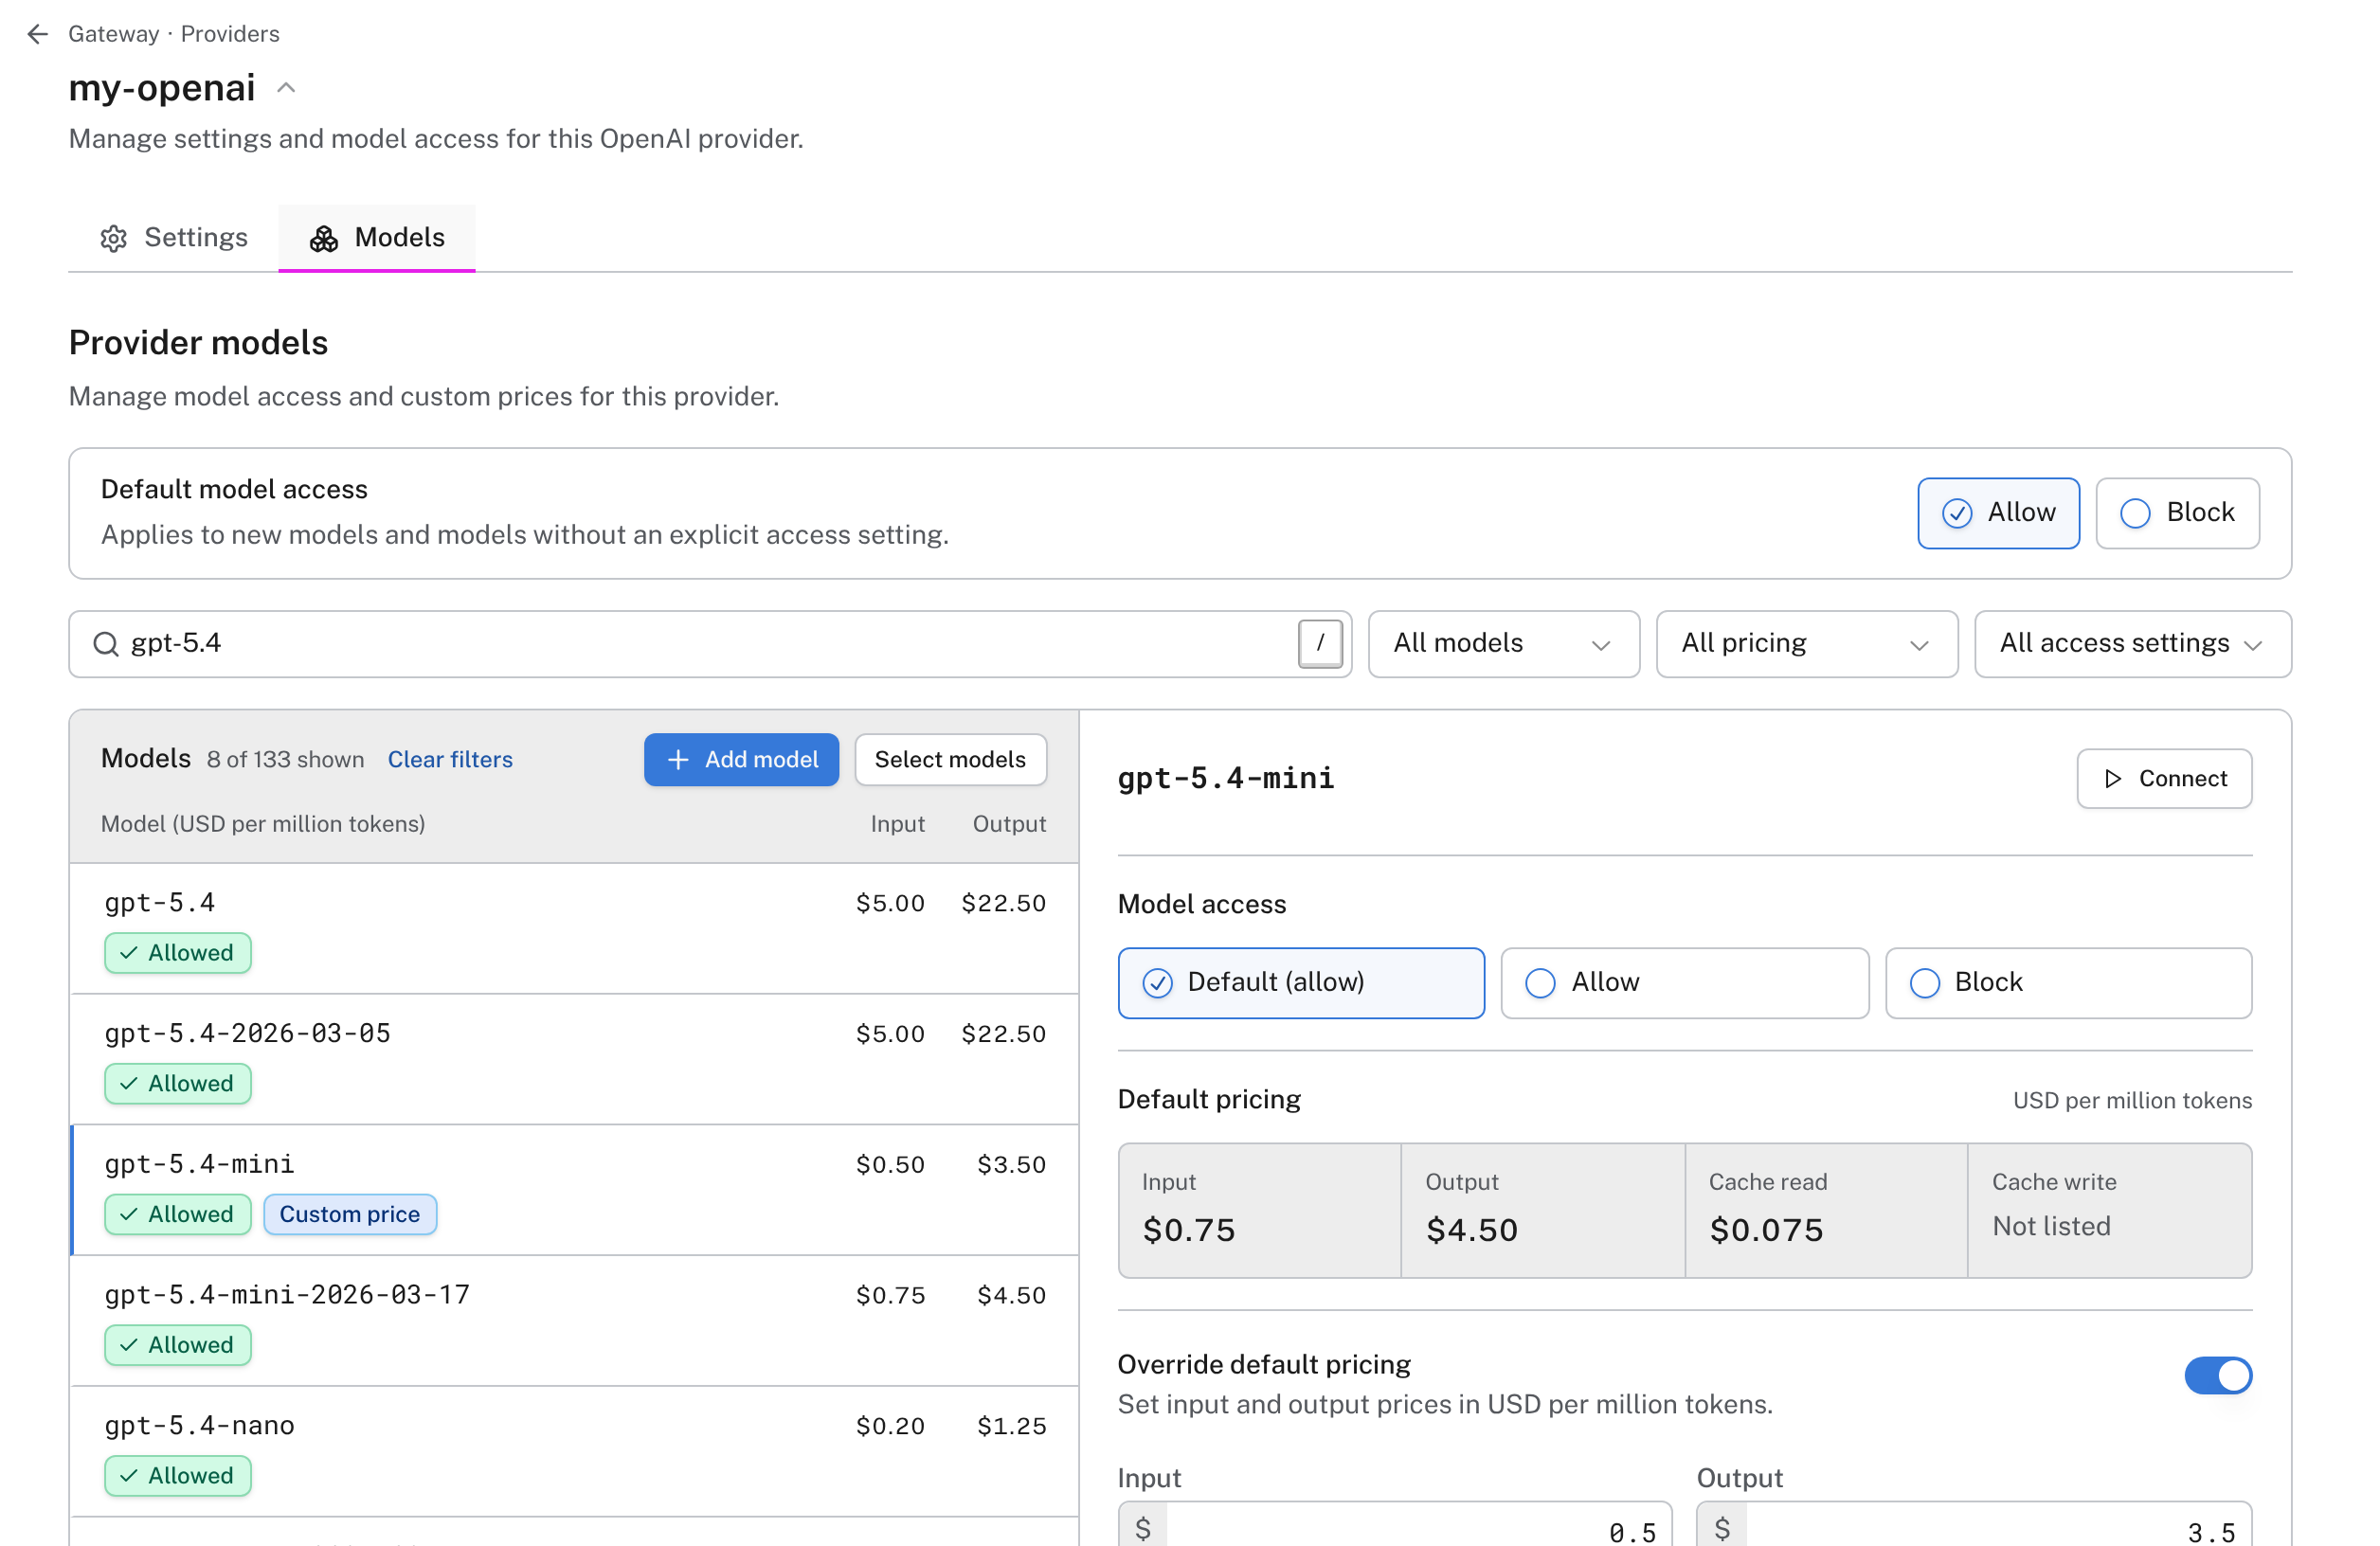 Gateway · Providers
my-openai
Manage settings and model access for this OpenAI provider.
Settings
Models
Provider models
Manage model access and custom prices for this provider.
Default model access
Applies to new models and models without an explicit access setting.
Allow
Block
gpt-5.4
/
All models
All pricing
All access settings
Models 8 of 133 shown Clear filters
+ Add model
Select models
Model (USD per million tokens) Input Output
gpt-5.4 $5.00 $22.50
Allowed
gpt-5.4-2026-03-05 $5.00 $22.50
Allowed
gpt-5.4-mini $0.50 $3.50
Allowed Custom price
gpt-5.4-mini-2026-03-17 $0.75 $4.50
Allowed
gpt-5.4-nano $0.20 $1.25
Allowed
gpt-5.4-mini
Connect
Model access
Default (allow)
Allow
Block
Default pricing USD per million tokens
Input Output Cache read Cache write
$0.75 $4.50 $0.075 Not listed
Override default pricing
Set input and output prices in USD per million tokens.
Input Output
$ 0.5 $ 3.5